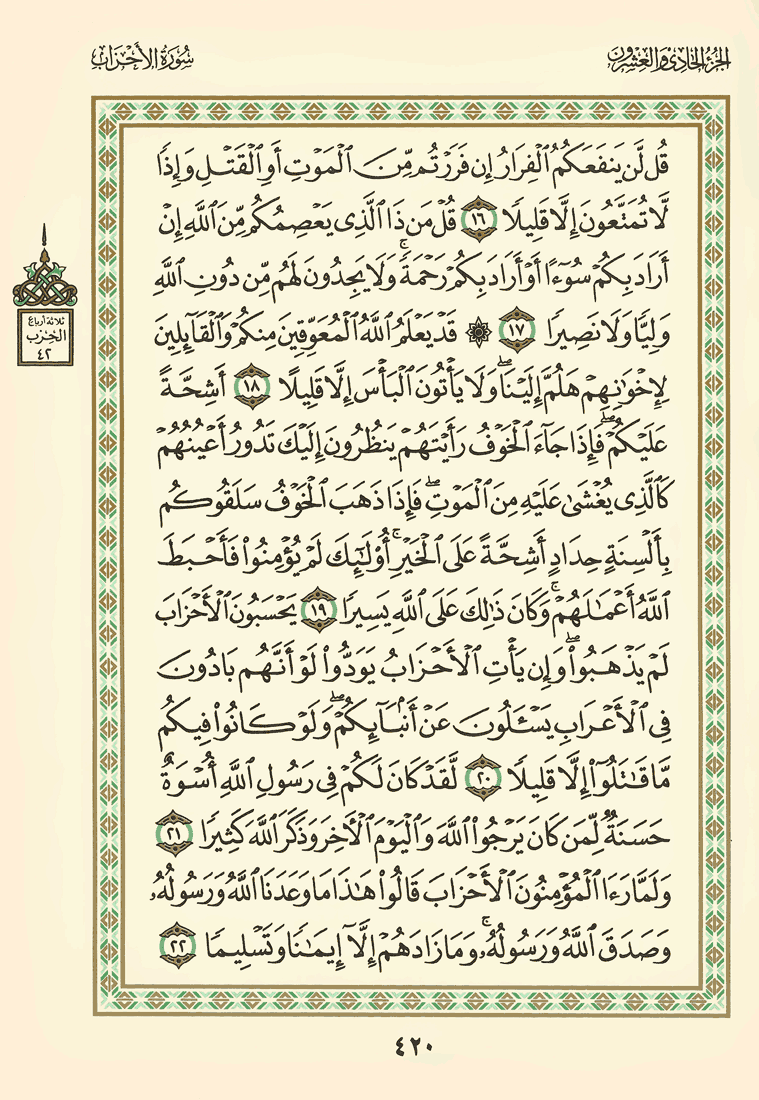 الجزء الحادي والعشرون
سورة الأحزاب
قُل لَّن يَنفَعَكُمُ ٱلْفِرَارُ إِن فَرَرْتُم مِّنَ ٱلْمَوْتِ أَوِ ٱلْقَتْلِ وَإِذًا
لَّا تُمَتَّعُونَ إِلَّا قَلِيلًا ١٦ قُلْ مَن ذَا ٱلَّذِى يَعْصِمُكُم مِّنَ ٱللَّهِ إِنْ
أَرَادَ بِكُمْ سُوٓءًا أَوْ أَرَادَ بِكُمْ رَحْمَةً ۚ وَلَا يَجِدُونَ لَهُم مِّن دُونِ ٱللَّهِ
وَلِيًّا وَلَا نَصِيرًا ١٧ ۞ قَدْ يَعْلَمُ ٱللَّهُ ٱلْمُعَوِّقِينَ مِنكُمْ وَٱلْقَآئِلِينَ
لِإِخْوَٰنِهِمْ هَلُمَّ إِلَيْنَا ۖ وَلَا يَأْتُونَ ٱلْبَأْسَ إِلَّا قَلِيلًا ١٨ أَشِحَّةً
عَلَيْكُمْ ۖ فَإِذَا جَآءَ ٱلْخَوْفُ رَأَيْتَهُمْ يَنظُرُونَ إِلَيْكَ تَدُورُ أَعْيُنُهُمْ
كَٱلَّذِى يُغْشَىٰ عَلَيْهِ مِنَ ٱلْمَوْتِ ۖ فَإِذَا ذَهَبَ ٱلْخَوْفُ سَلَقُوكُم
بِأَلْسِنَةٍ حِدَادٍ أَشِحَّةً عَلَى ٱلْخَيْرِ ۚ أُو۟لَٰٓئِكَ لَمْ يُؤْمِنُوا۟ فَأَحْبَطَ
ٱللَّهُ أَعْمَٰلَهُمْ ۚ وَكَانَ ذَٰلِكَ عَلَى ٱللَّهِ يَسِيرًا ١٩ يَحْسَبُونَ ٱلْأَحْزَابَ
لَمْ يَذْهَبُوا۟ ۖ وَإِن يَأْتِ ٱلْأَحْزَابُ يَوَدُّوا۟ لَوْ أَنَّهُم بَادُونَ
فِى ٱلْأَعْرَابِ يَسْـَٔلُونَ عَنْ أَنۢبَآئِكُمْ ۖ وَلَوْ كَانُوا۟ فِيكُم
مَّا قَٰتَلُوٓا۟ إِلَّا قَلِيلًا ٢٠ لَّقَدْ كَانَ لَكُمْ فِى رَسُولِ ٱللَّهِ أُسْوَةٌ
حَسَنَةٌ لِّمَن كَانَ يَرْجُوا۟ ٱللَّهَ وَٱلْيَوْمَ ٱلْءَاخِرَ وَذَكَرَ ٱللَّهَ كَثِيرًا ٢١
وَلَمَّا رَءَا ٱلْمُؤْمِنُونَ ٱلْأَحْزَابَ قَالُوا۟ هَٰذَا مَا وَعَدَنَا ٱللَّهُ وَرَسُولُهُۥ
وَصَدَقَ ٱللَّهُ وَرَسُولُهُۥ ۚ وَمَا زَادَهُمْ إِلَّآ إِيمَٰنًا وَتَسْلِيمًا ٢٢
ثلاثة أرباع
الحزب
٤٢
٤٢٠